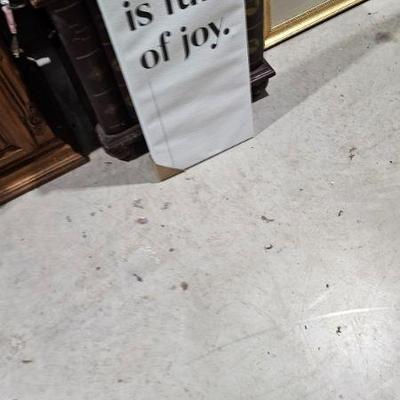 is
of joy.